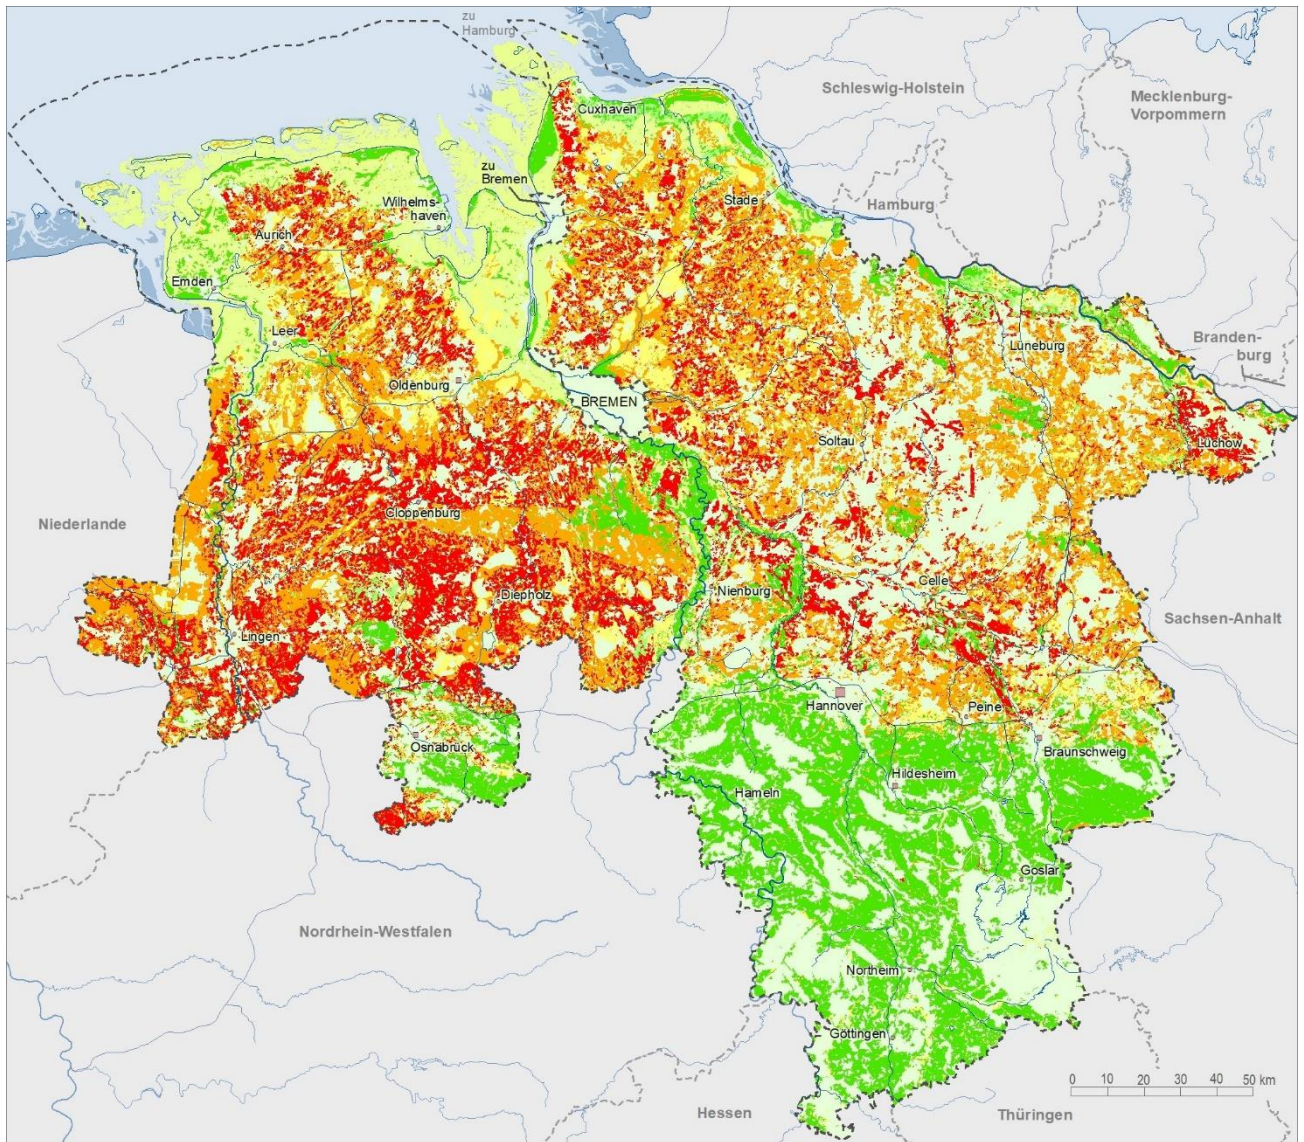 zu
Hamburg
Schleswig-Holstein
Mecklenburg-
Vorpommern
Cuxhaven
zu
Bremen
Wilhelms-
haven
Stade
Hamburg
Aurich
Emden
Leer
Lüneburg
Branden-
burg
Oldenburg
BREMEN
Soltau
Lüchow
Niederlande
Cloppenburg
Celle
Diepholz
Nienburg
Sachsen-Anhalt
Lingen
Hannover
Peine
Osnabrück
Braunschweig
Hildesheim
Hameln
Goslar
Nordrhein-Westfalen
Northeim
Göttingen
0 10 20 30 40 50 km
Hessen
Thüringen